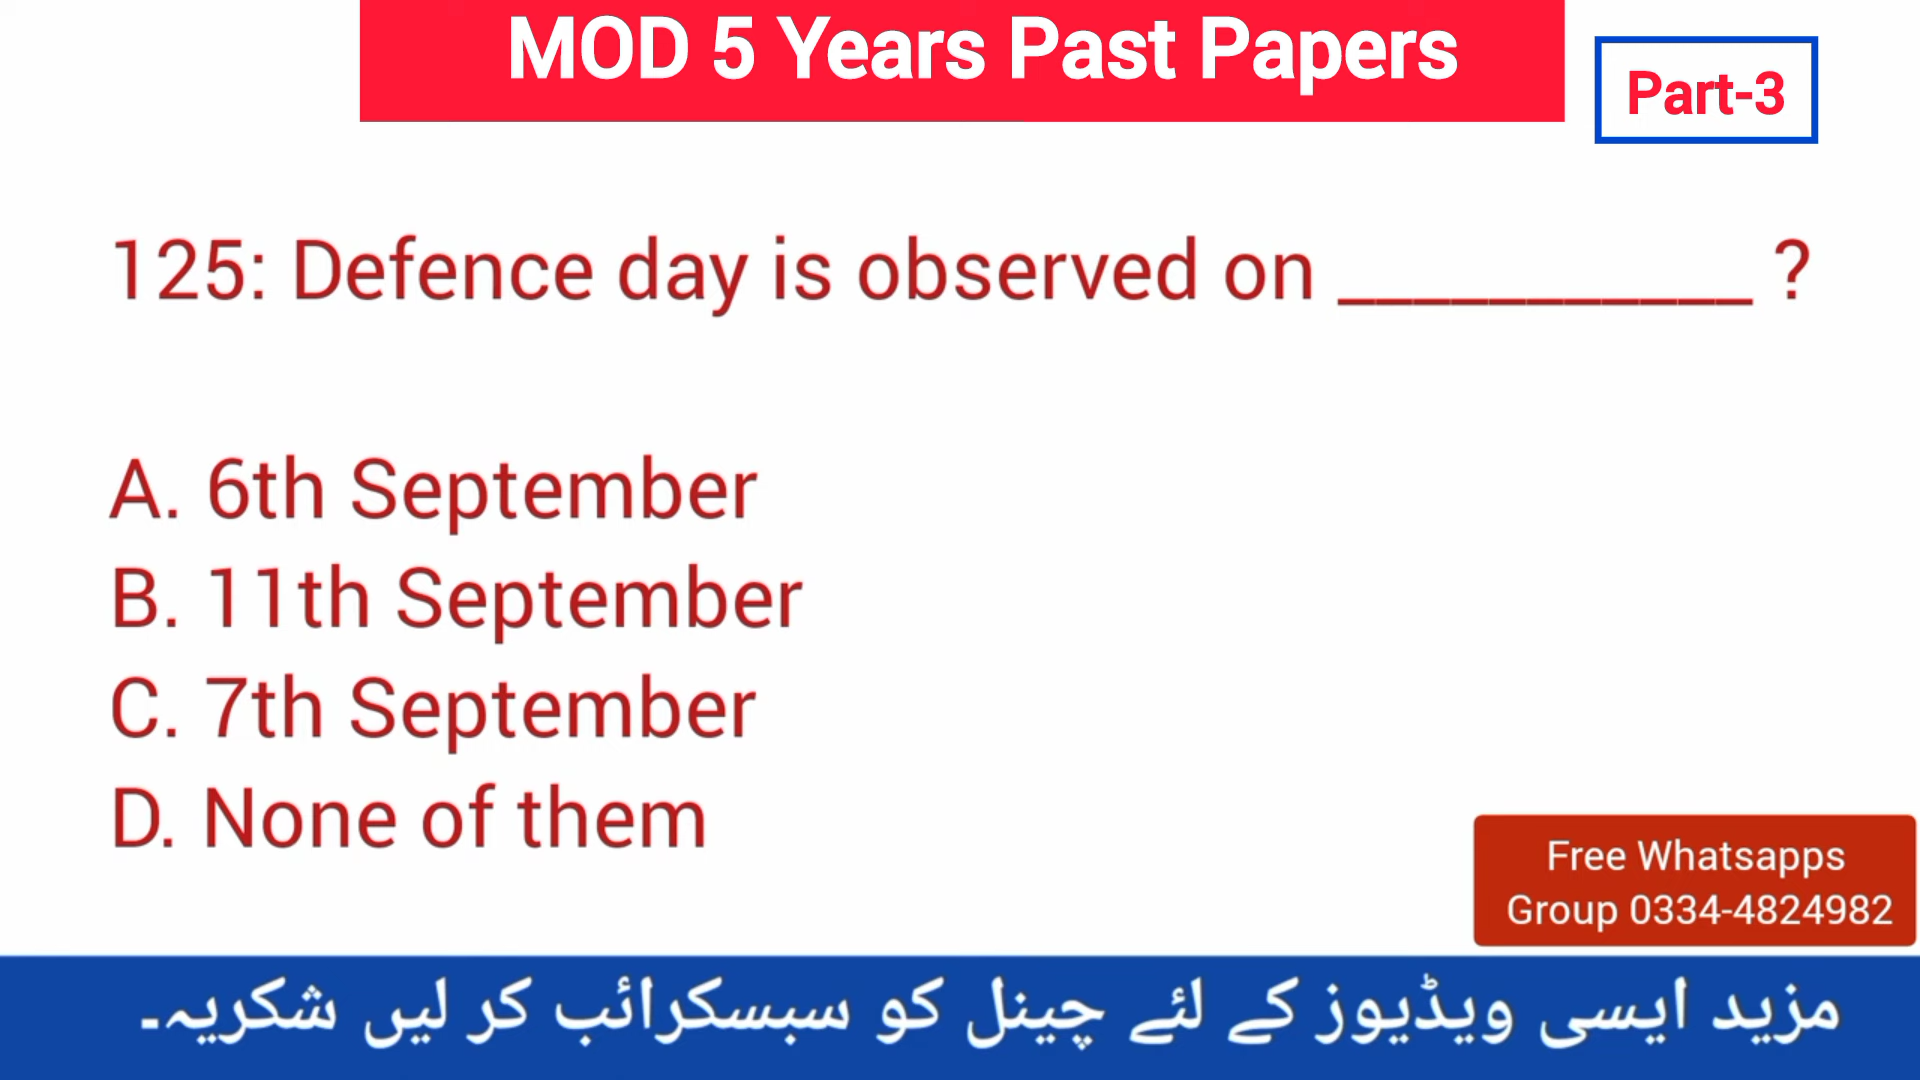 MOD 5 Years Past Papers
Part-3
125: Defence day is observed on ___________ ?
A. 6th September
B. 11th September
C. 7th September
D. None of them
Free Whatsapps
Group 0334-4824982
مزید ایسی ویڈیوز کے لئے چینل کو سبسکرائب کر لیں شکریہ۔